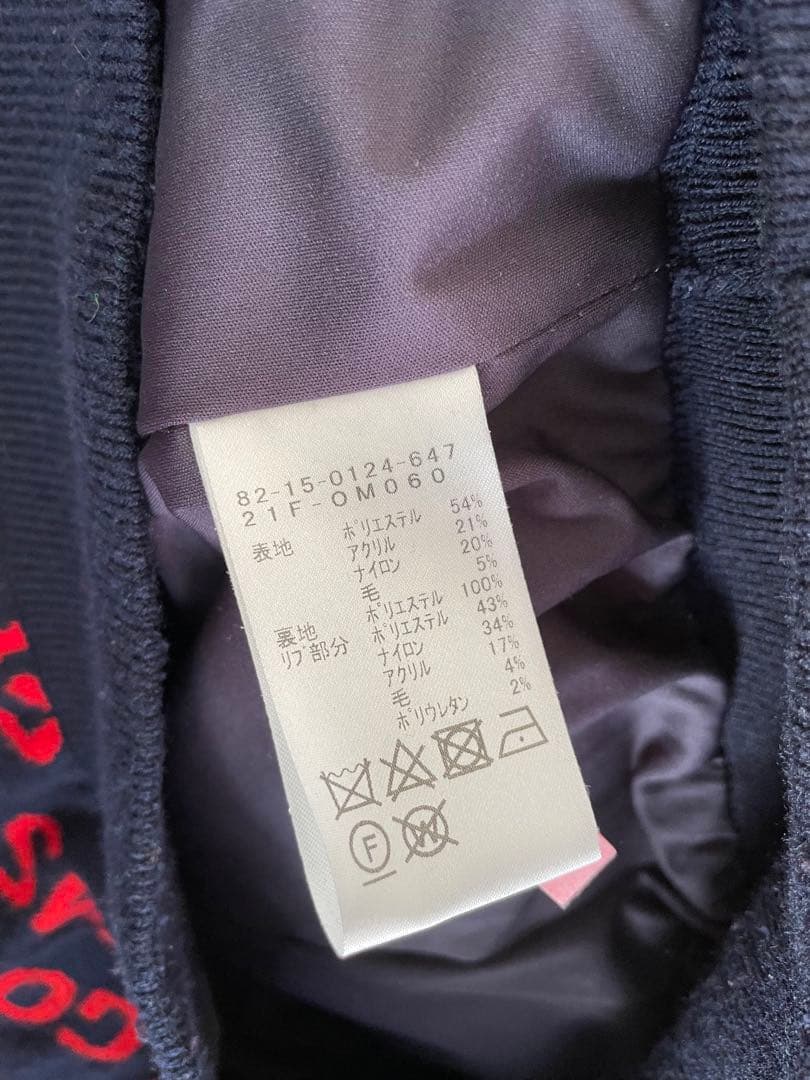 82-15-0124-647
21F-0M060
表地 ポリエステル 54%
アクリル 21%
ナイロン 20%
毛 5%
裏地 ポリエステル 100%
リブ部分 ポリエステル 43%
ナイロン 34%
アクリル 17%
毛 4%
ポリウレタン 2%
F W